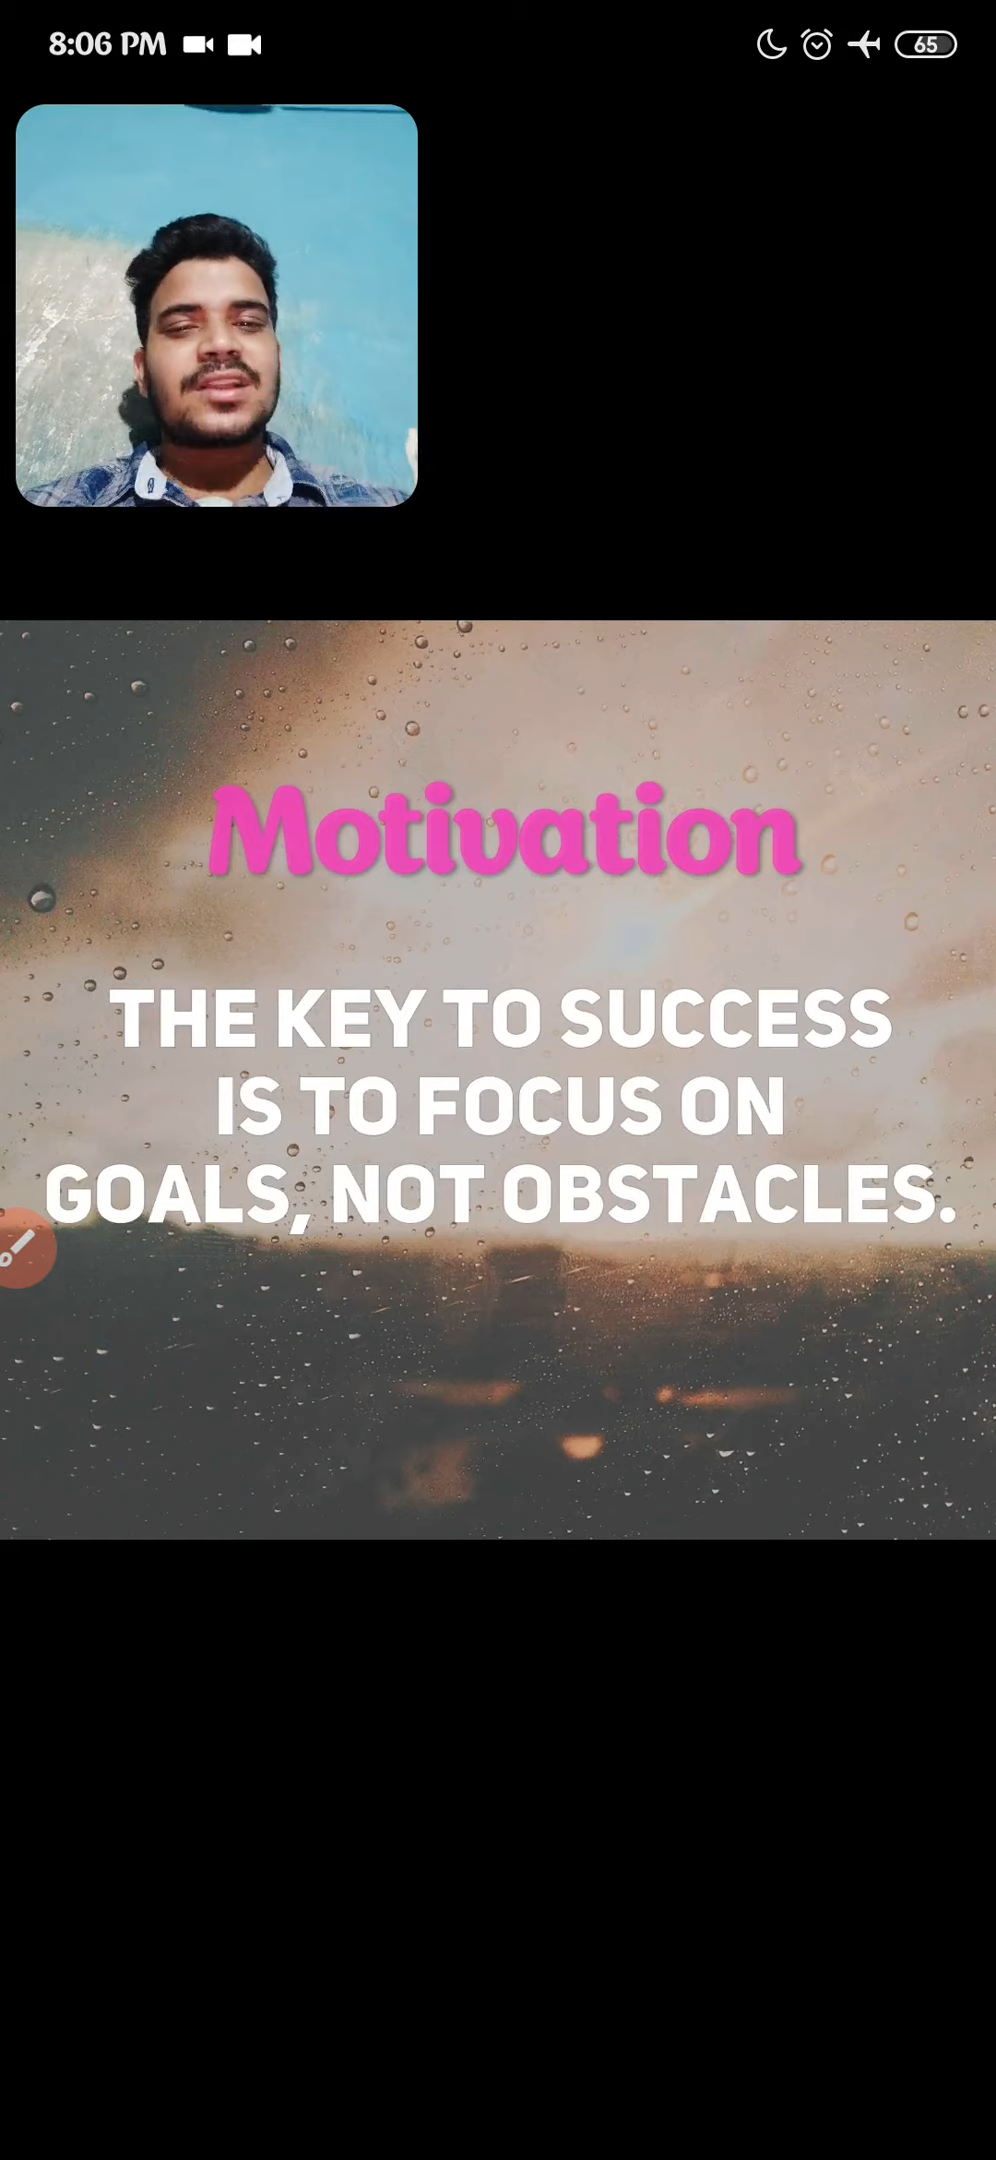 8:06 PM
65
Motivation
THE KEY TO SUCCESS
IS TO FOCUS ON
GOALS, NOT OBSTACLES.